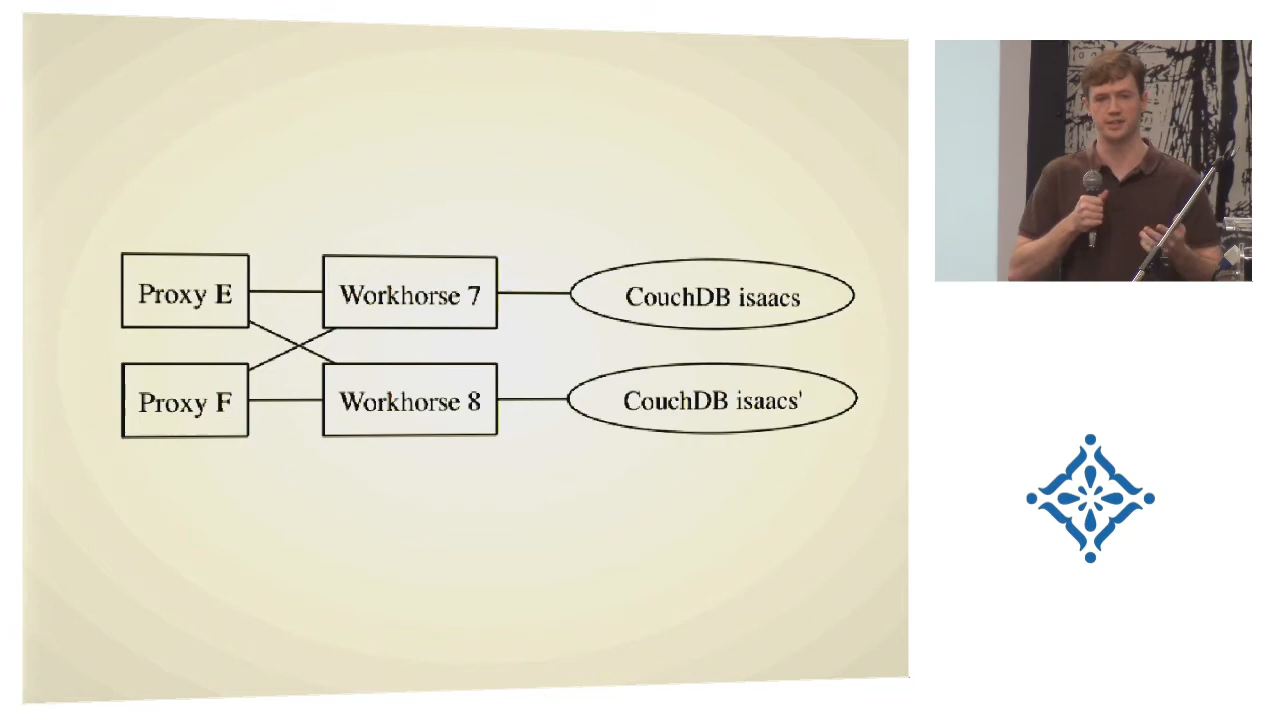 Proxy E
Workhorse 7
CouchDB isaacs
Proxy F
Workhorse 8
CouchDB isaacs'